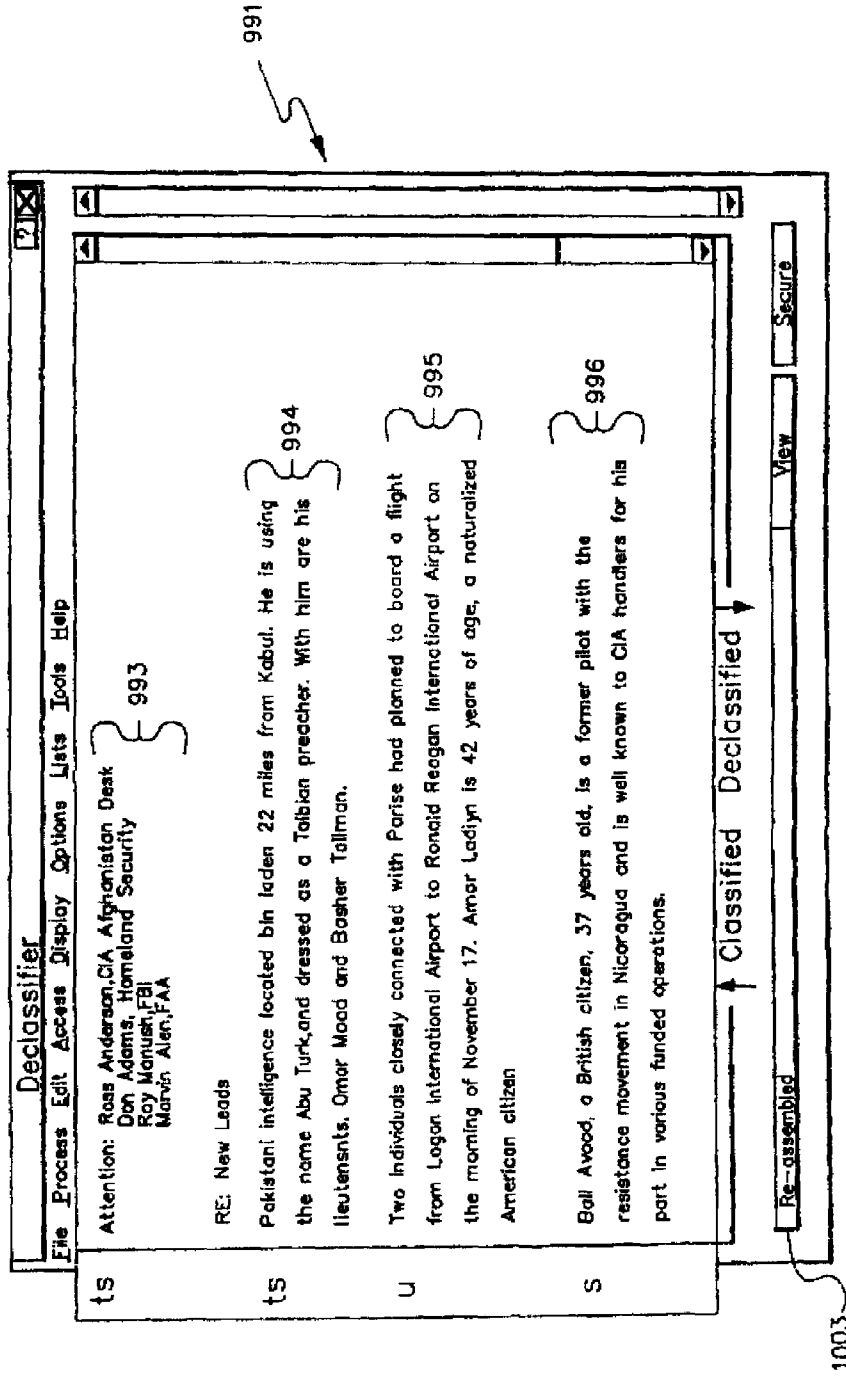 991
Declassifier
? X
File Process Edit Access Display Options Lists Tools Help
ts
Attention: Ross Anderson,CIA Afghanistan Desk
Don Adams, Homeland Security
Ray Manush,FBI
Marvin Alen,FAA
993
RE: New Leads
ts
Pakistani intelligence located bin laden 22 miles from Kabul. He is using
the name Abu Turk,and dressed as a Talbian preacher. With him are his
lieutensnts, Omar Maad and Basher Tallman.
994
u
Two individuals closely connected with Parise had planned to board a flight
from Logan International Airport to Ronald Reagan International Airport on
the morning of November 17. Amar Ladiyn is 42 years of age, a naturalized
American citizen
995
s
Ball Avood, a British citizen, 37 years old, is a former pilot with the
resistance movement in Nicaragua and is well known to CIA handlers for his
part in various funded operations.
996
Classified Declassified
Re-assembled
View
Secure
1003